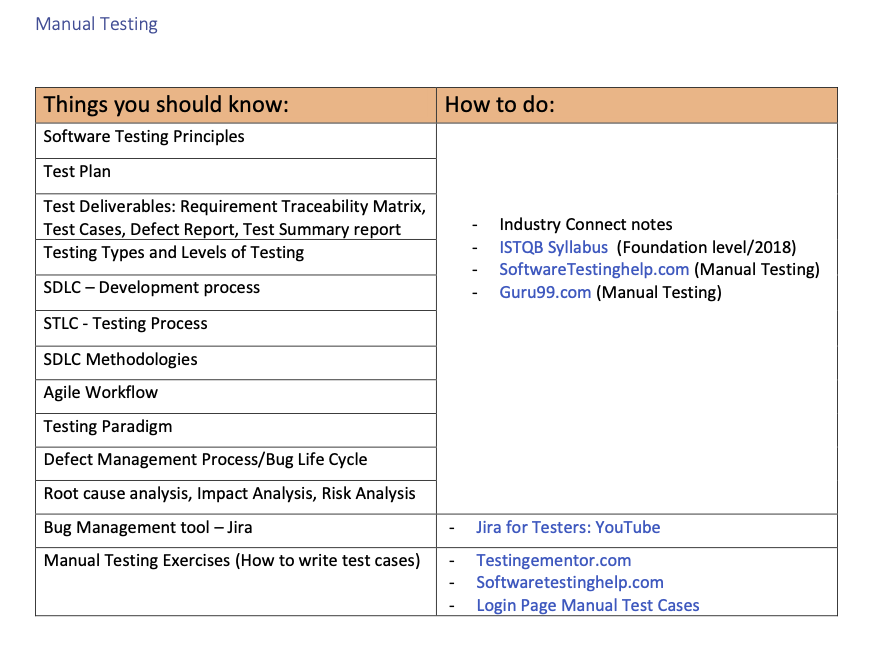 Manual Testing
Things you should know:
How to do:
Software Testing Principles
Test Plan
Test Deliverables: Requirement Traceability Matrix,
Test Cases, Defect Report, Test Summary report
Testing Types and Levels of Testing
SDLC – Development process
STLC - Testing Process
SDLC Methodologies
Agile Workflow
Testing Paradigm
Defect Management Process/Bug Life Cycle
Root cause analysis, Impact Analysis, Risk Analysis
- Industry Connect notes
- ISTQB Syllabus (Foundation level/2018)
- SoftwareTestinghelp.com (Manual Testing)
- Guru99.com (Manual Testing)
Bug Management tool – Jira
- Jira for Testers: YouTube
Manual Testing Exercises (How to write test cases)
- Testingementor.com
- Softwaretestinghelp.com
- Login Page Manual Test Cases